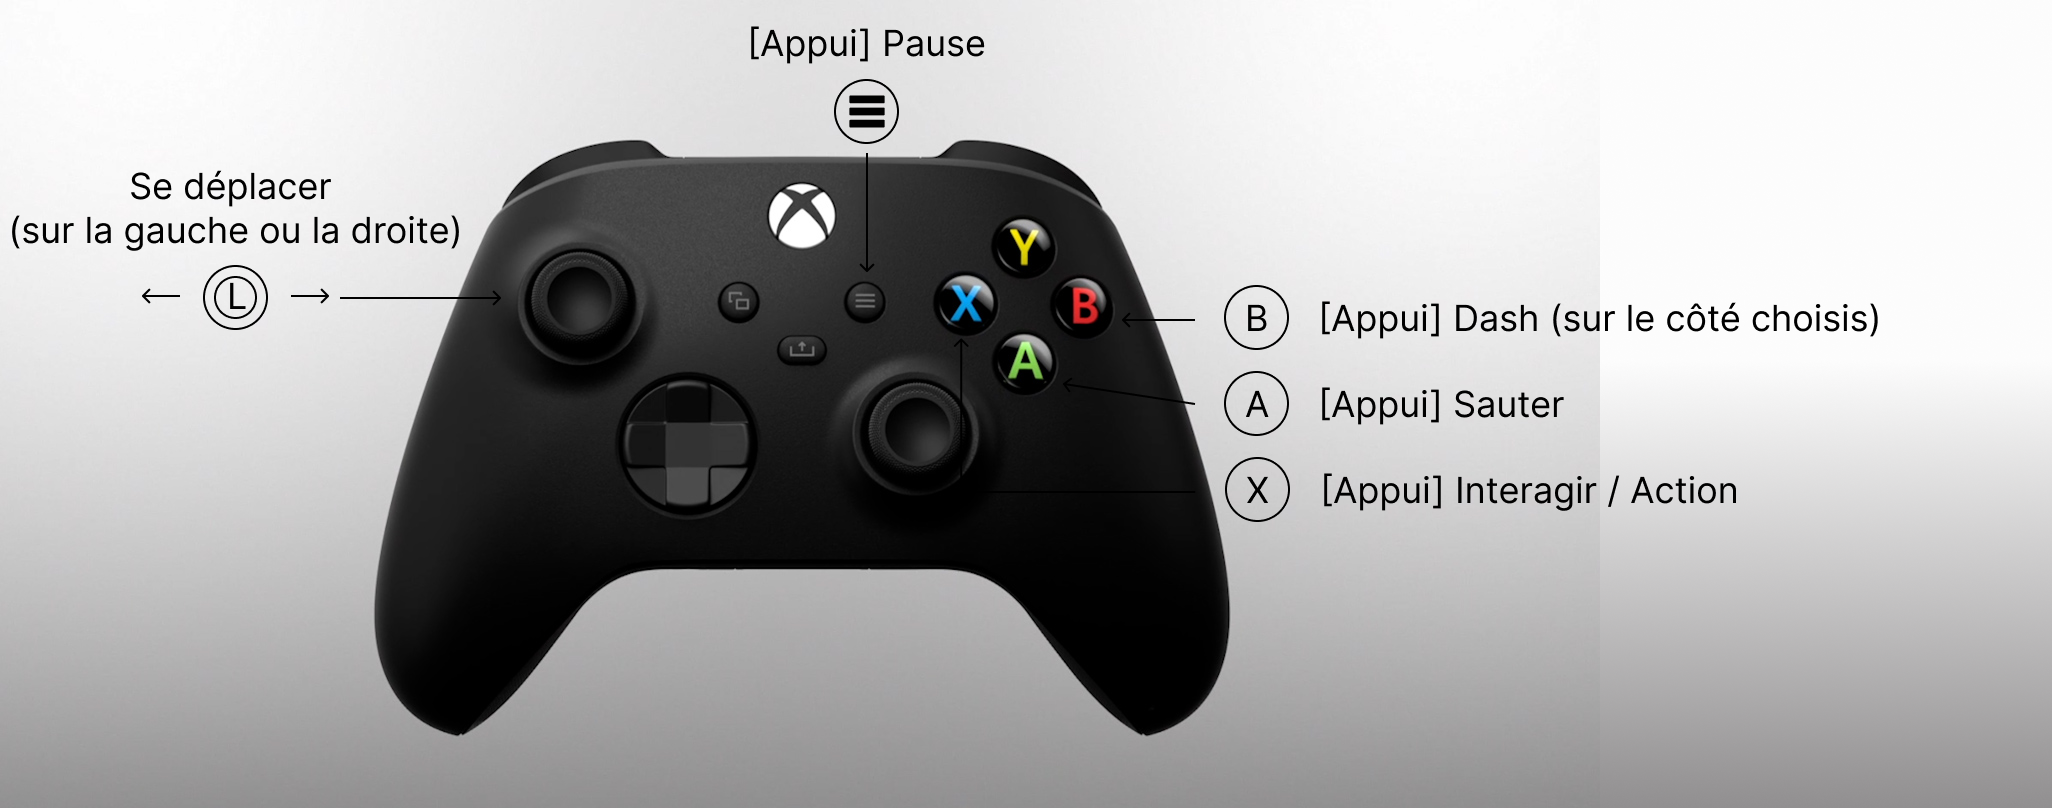 [Appui] Pause
Se déplacer
(sur la gauche ou la droite)
L
Y
X
B
A
B [Appui] Dash (sur le côté choisis)
A [Appui] Sauter
X [Appui] Interagir / Action